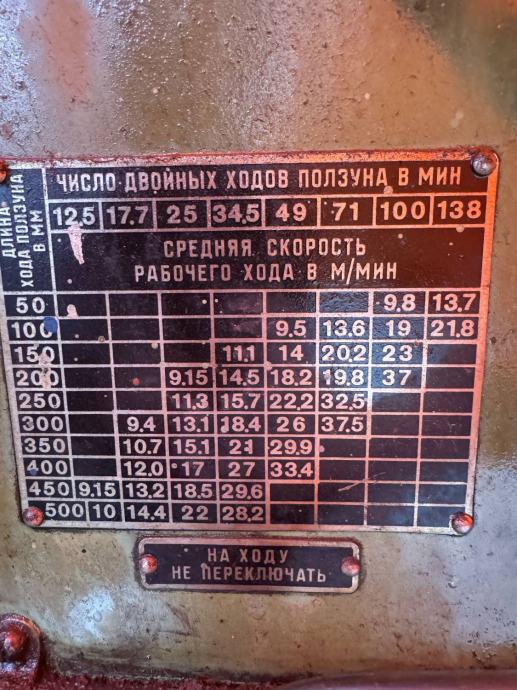 ДЛИНА ХОДА ПОЛЗУНА В ММ
ЧИСЛО ДВОЙНЫХ ХОДОВ ПОЛЗУНА В МИН
12,5 17.7 25 34,5 49 71 100 138
СРЕДНЯЯ СКОРОСТЬ
РАБОЧЕГО ХОДА В М/МИН
50 9.8 13.7
100 9.5 13.6 19 21.8
150 11.1 14 20.2 23
200 9.15 14.5 18.2 19.8 37
250 11.3 15.7 22.2 32.5
300 9.4 13.1 18.4 26 37.5
350 10.7 15.1 21 29.9
400 12.0 17 27 33.4
450 9.15 13.2 18.5 29.6
500 10 14.4 22 28.2
НА ХОДУ
НЕ ПЕРЕКЛЮЧАТЬ